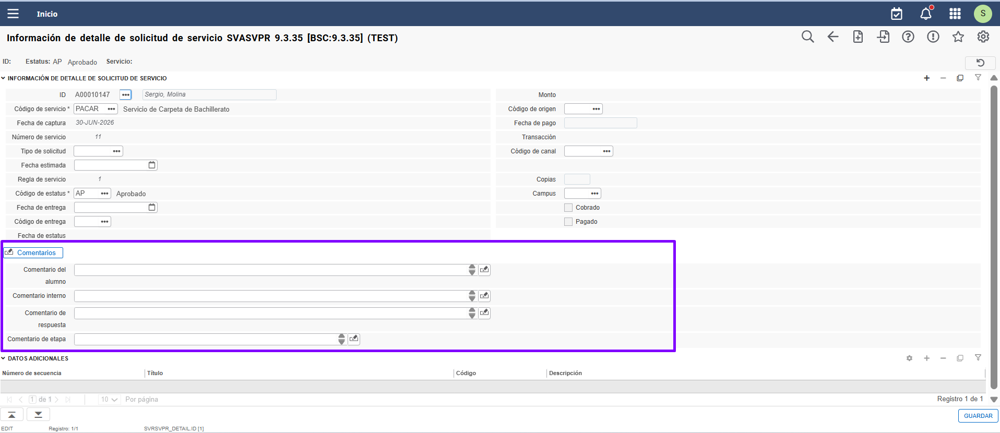 Inicio
S
Información de detalle de solicitud de servicio SVASVPR 9.3.35 [BSC:9.3.35] (TEST)
ID: Estatus: AP Aprobado Servicio:
INFORMACIÓN DE DETALLE DE SOLICITUD DE SERVICIO
ID A00010147 Sergio, Molina
Código de servicio * PACAR Servicio de Carpeta de Bachillerato
Fecha de captura 30-JUN-2026
Número de servicio 11
Tipo de solicitud
Fecha estimada
Regla de servicio 1
Código de estatus * AP Aprobado
Fecha de entrega
Código de entrega
Fecha de estatus
Monto
Código de origen
Fecha de pago
Transacción
Código de canal
Copias
Campus
Cobrado
Pagado
Comentarios
Comentario del
alumno
Comentario interno
Comentario de
respuesta
Comentario de etapa
DATOS ADICIONALES
Número de secuencia Título Código Descripción
1 de 1 10 Por página Registro 1 de 1
GUARDAR
EDIT Registro: 1/1 SVRSVPR_DETAIL.ID [1]